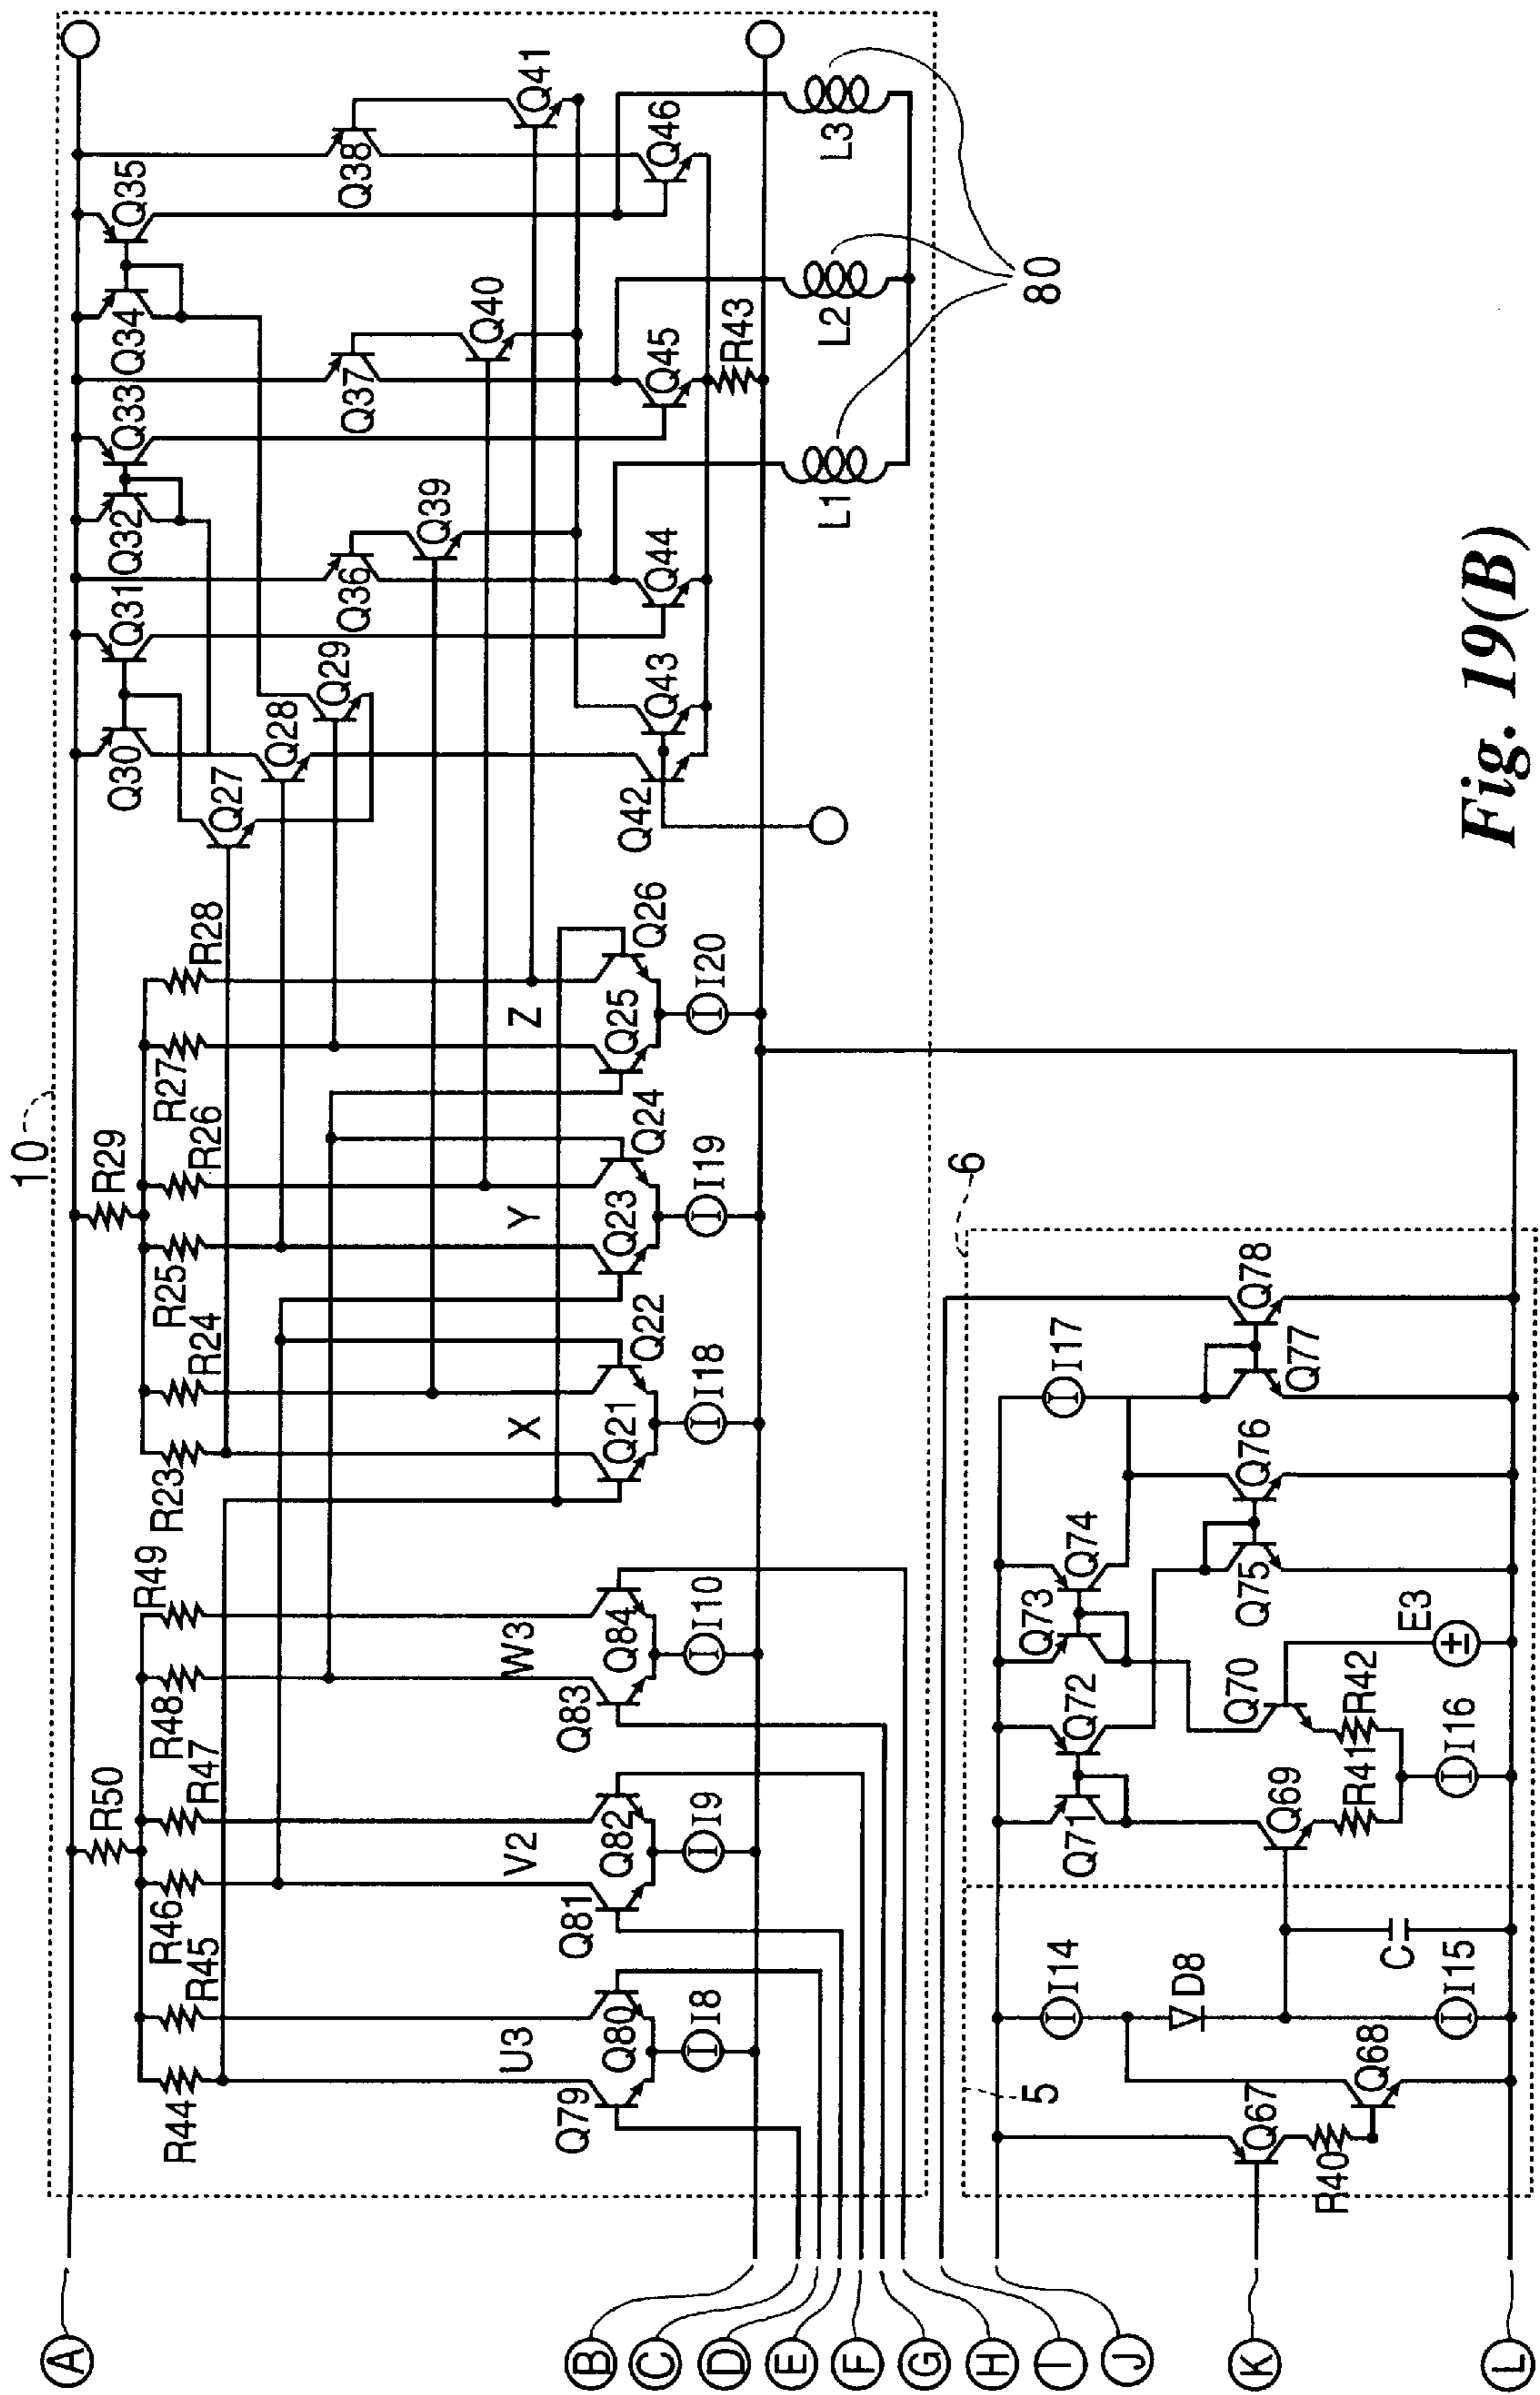 10
A
R50
R29
R44
R45
R46
R47
R48
R49
R23
R24
R25
R26
R27
R28
Q30
Q31
Q32
Q33
Q34
Q35
Q27
Q28
Q29
Q36
Q37
Q38
Q39
Q40
Q41
U3
V2
W3
X
Y
Z
Q79
Q80
Q81
Q82
Q83
Q84
Q21
Q22
Q23
Q24
Q25
Q26
Q42
Q43
Q44
Q45
Q46
I8
I9
I10
I18
I19
I20
R43
L1
L2
L3
80
B
C
D
E
F
G
H
I
J
K
L
5
6
I14
Q71
Q72
Q73
Q74
I17
D8
Q67
R40
Q68
Q69
Q70
Q75
Q76
Q77
Q78
C
I15
R41
R42
I16
E3
Fig. 19(B)